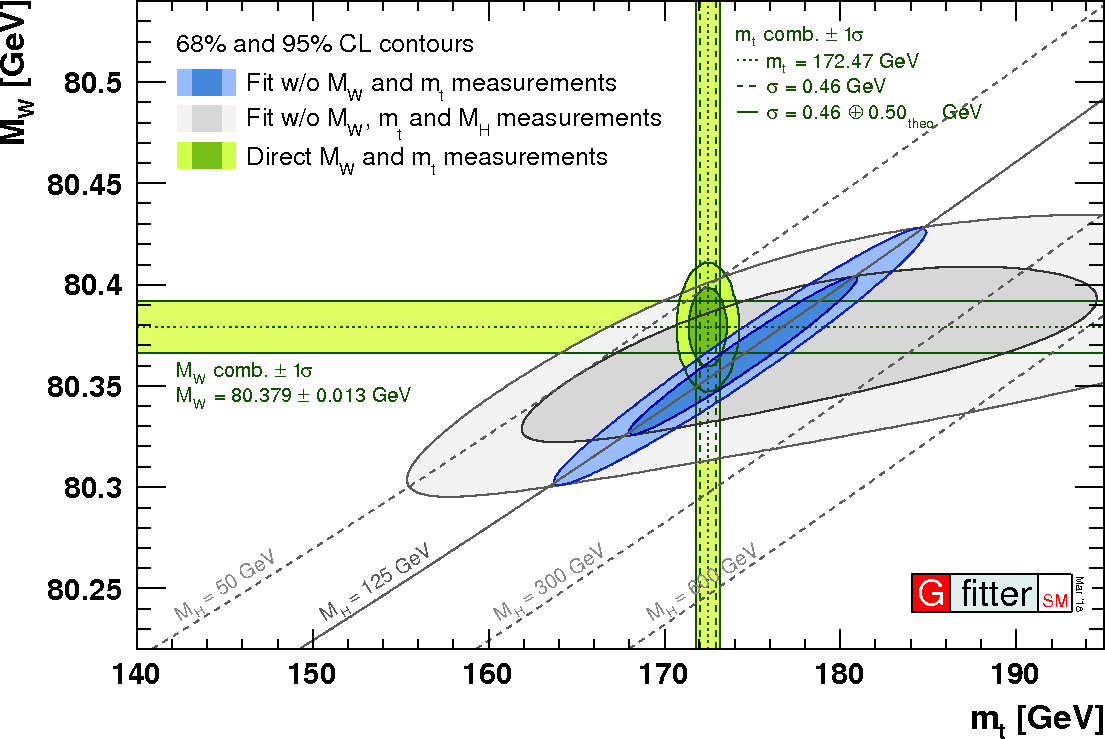 M_W [GeV]
80.5
80.45
80.4
80.35
80.3
80.25
68% and 95% CL contours
Fit w/o M_W and m_t measurements
Fit w/o M_W, m_t and M_H measurements
Direct M_W and m_t measurements
m_t comb. ± 1σ
m_t = 172.47 GeV
σ = 0.46 GeV
σ = 0.46 ⊕ 0.50_theo GeV
M_W comb. ± 1σ
M_W = 80.379 ± 0.013 GeV
M_H = 50 GeV
M_H = 125 GeV
M_H = 300 GeV
M_H = 600 GeV
G fitter SM
Mar '18
140 150 160 170 180 190
m_t [GeV]